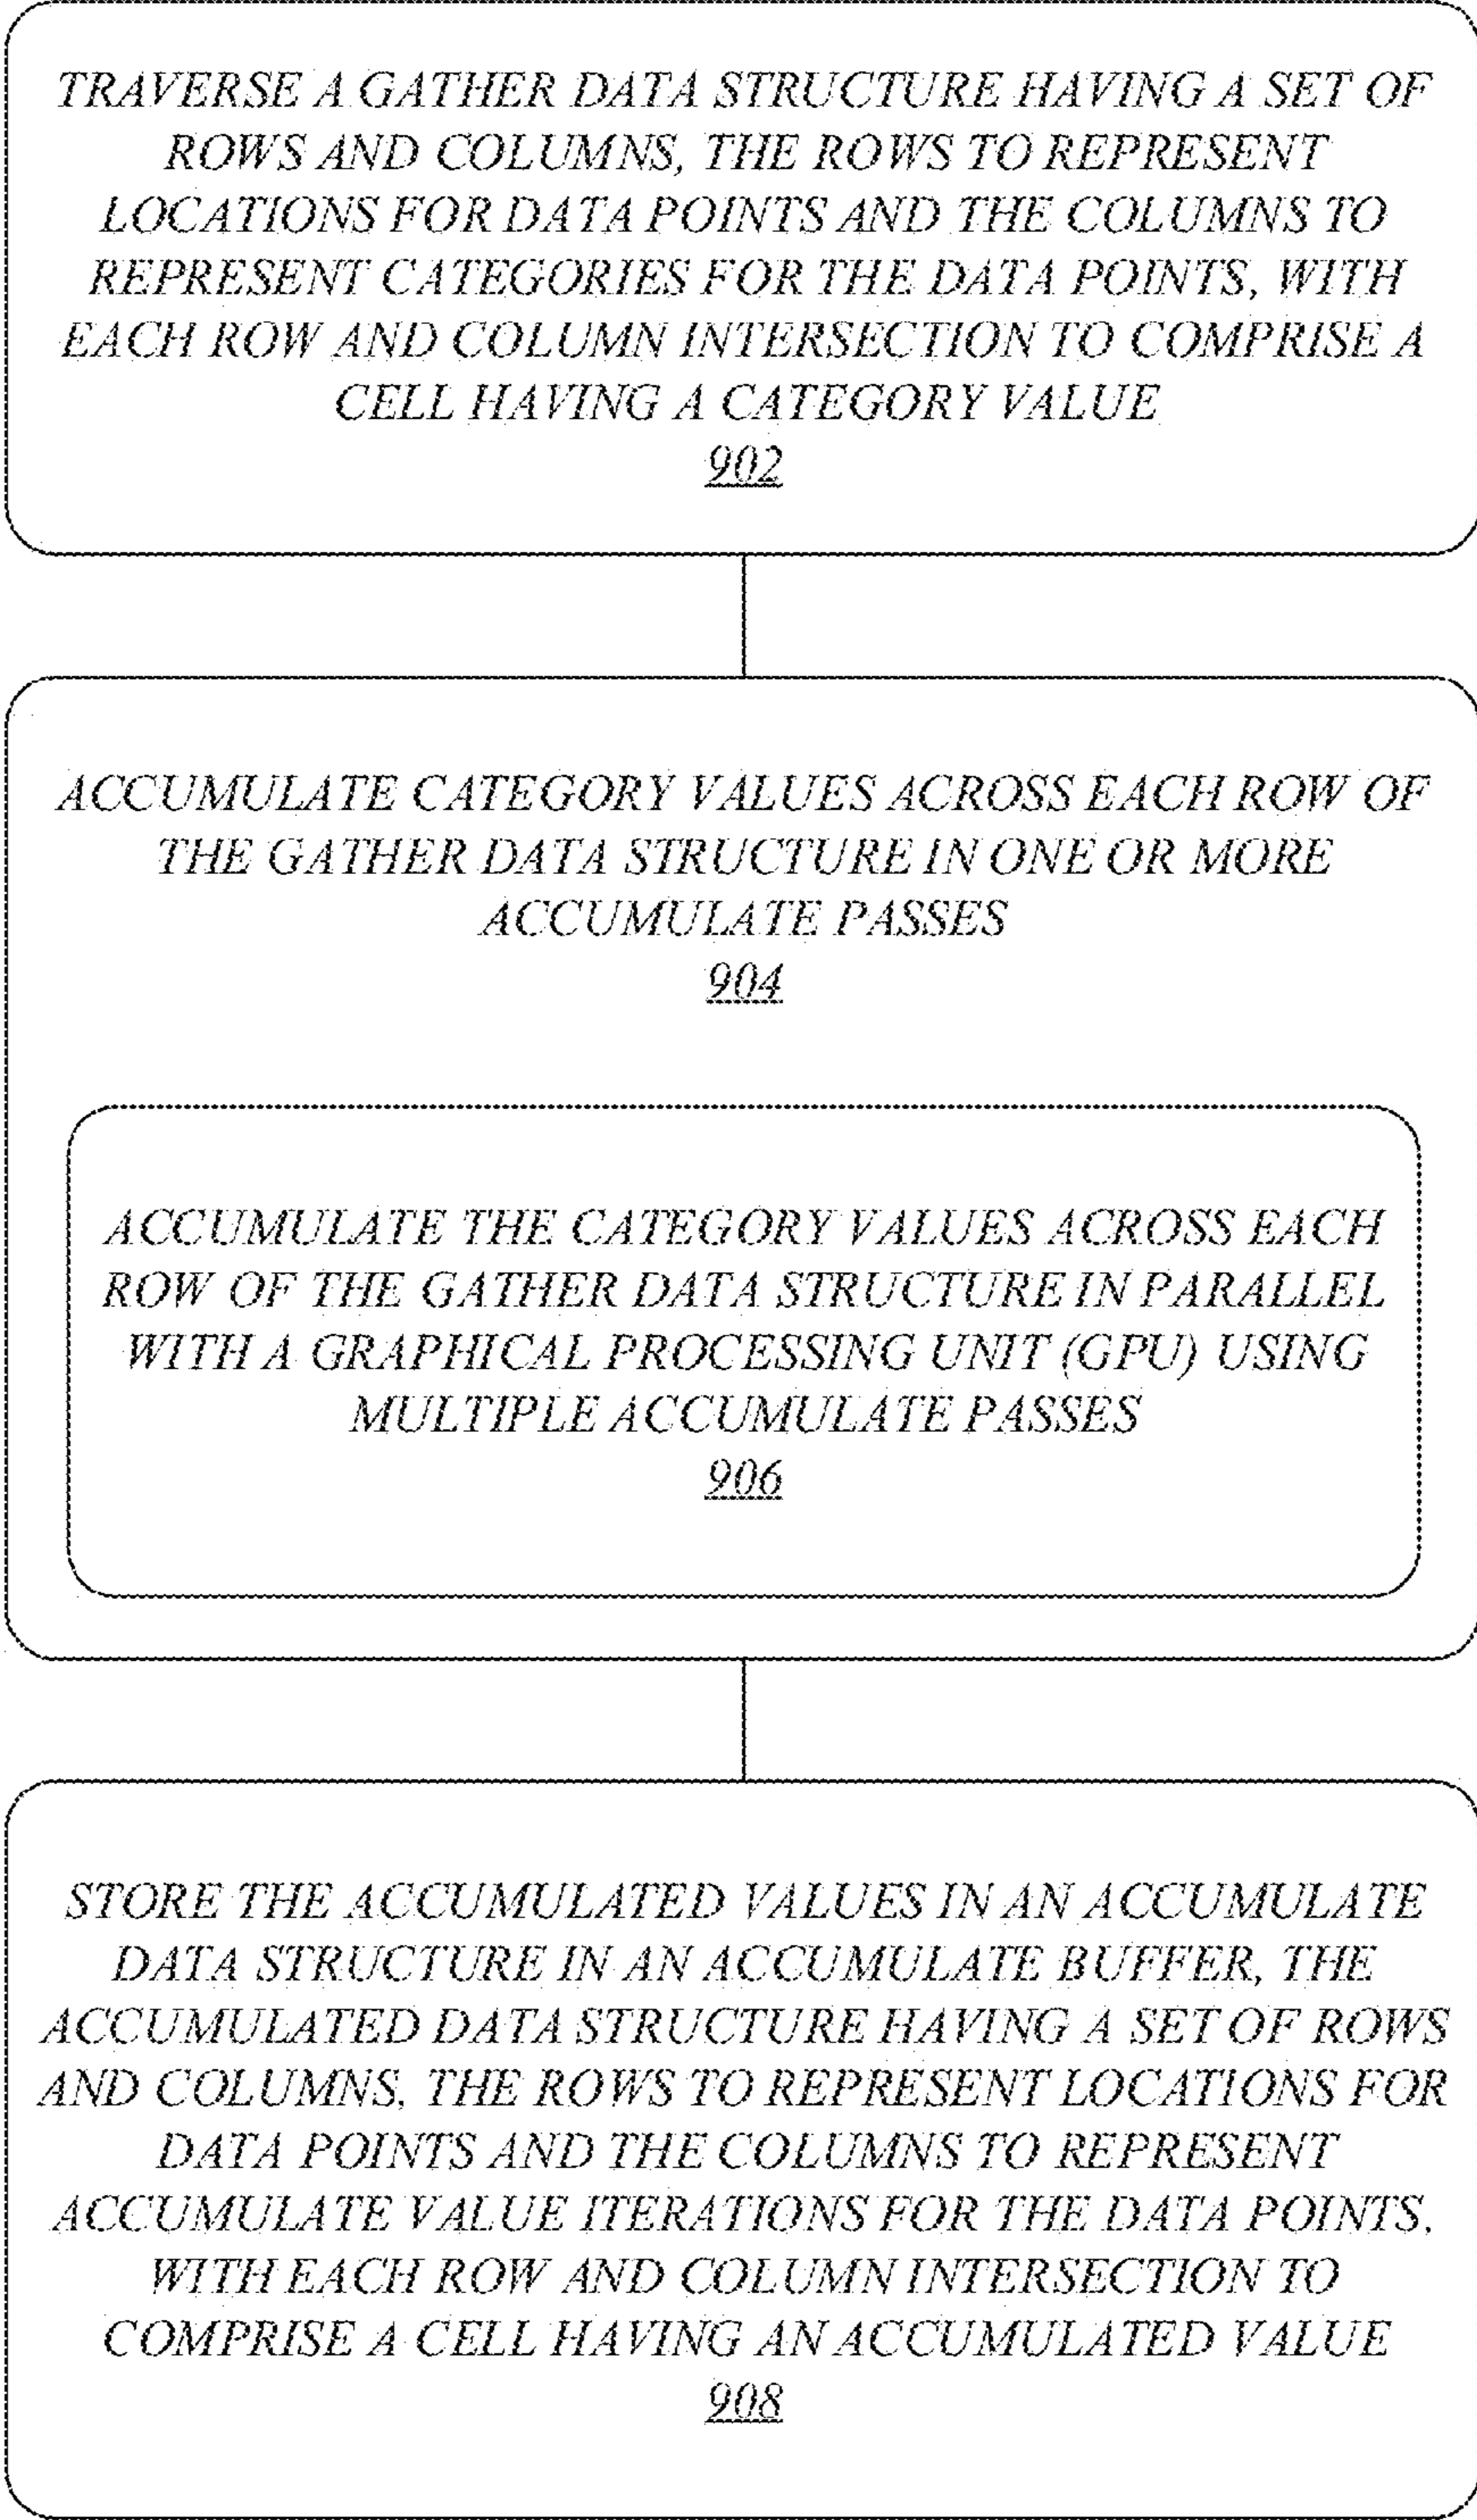 TRAVERSE A GATHER DATA STRUCTURE HAVING A SET OF
ROWS AND COLUMNS, THE ROWS TO REPRESENT
LOCATIONS FOR DATA POINTS AND THE COLUMNS TO
REPRESENT CATEGORIES FOR THE DATA POINTS, WITH
EACH ROW AND COLUMN INTERSECTION TO COMPRISE A
CELL HAVING A CATEGORY VALUE
902
ACCUMULATE CATEGORY VALUES ACROSS EACH ROW OF
THE GATHER DATA STRUCTURE IN ONE OR MORE
ACCUMULATE PASSES
904
ACCUMULATE THE CATEGORY VALUES ACROSS EACH
ROW OF THE GATHER DATA STRUCTURE IN PARALLEL
WITH A GRAPHICAL PROCESSING UNIT (GPU) USING
MULTIPLE ACCUMULATE PASSES
906
STORE THE ACCUMULATED VALUES IN AN ACCUMULATE
DATA STRUCTURE IN AN ACCUMULATE BUFFER, THE
ACCUMULATED DATA STRUCTURE HAVING A SET OF ROWS
AND COLUMNS, THE ROWS TO REPRESENT LOCATIONS FOR
DATA POINTS AND THE COLUMNS TO REPRESENT
ACCUMULATE VALUE ITERATIONS FOR THE DATA POINTS,
WITH EACH ROW AND COLUMN INTERSECTION TO
COMPRISE A CELL HAVING AN ACCUMULATED VALUE
908